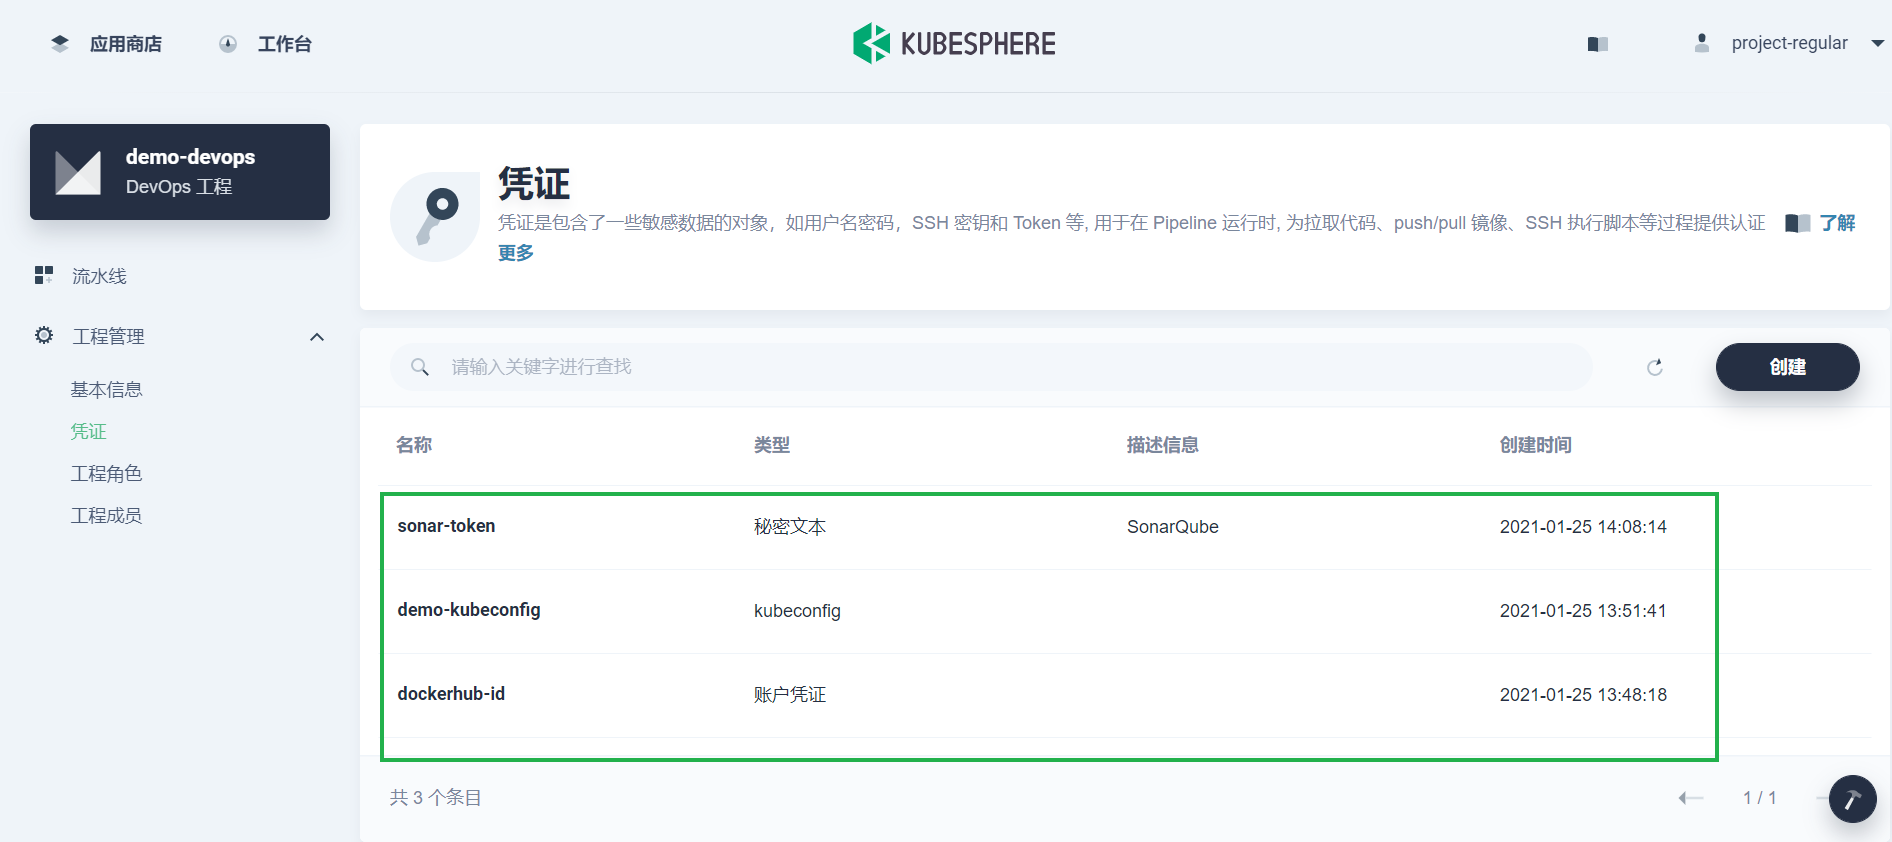 应用商店
工作台
KUBESPHERE
project-regular
demo-devops
DevOps 工程
流水线
工程管理
基本信息
凭证
工程角色
工程成员
凭证
凭证是包含了一些敏感数据的对象，如用户名密码，SSH 密钥和 Token 等, 用于在 Pipeline 运行时, 为拉取代码、push/pull 镜像、SSH 执行脚本等过程提供认证 了解
更多
请输入关键字进行查找
创建
名称 类型 描述信息 创建时间
sonar-token 秘密文本 SonarQube 2021-01-25 14:08:14
demo-kubeconfig kubeconfig 2021-01-25 13:51:41
dockerhub-id 账户凭证 2021-01-25 13:48:18
共 3 个条目
1 / 1